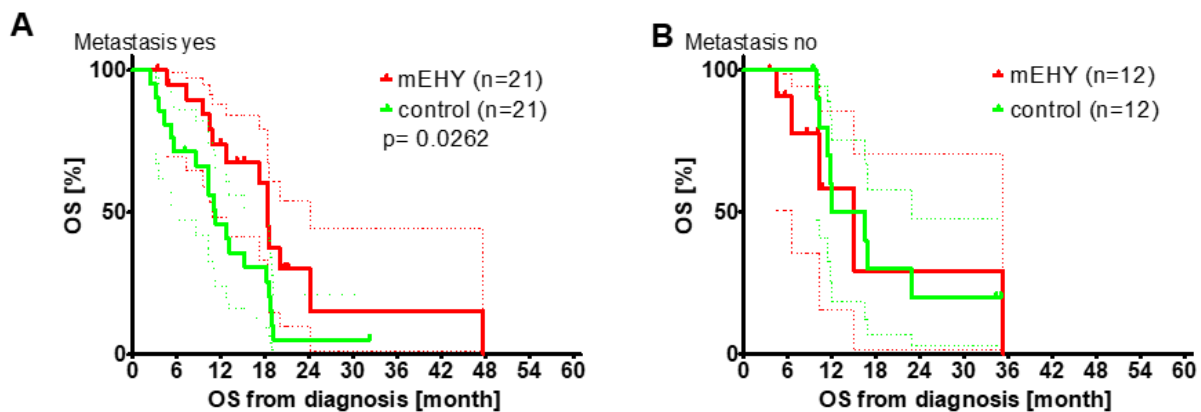 A
Metastasis yes
100
50
0
OS [%]
mEHY (n=21)
control (n=21)
p= 0.0262
0 6 12 18 24 30 36 42 48 54 60
OS from diagnosis [month]
B
Metastasis no
100
50
0
OS [%]
mEHY (n=12)
control (n=12)
0 6 12 18 24 30 36 42 48 54 60
OS from diagnosis [month]